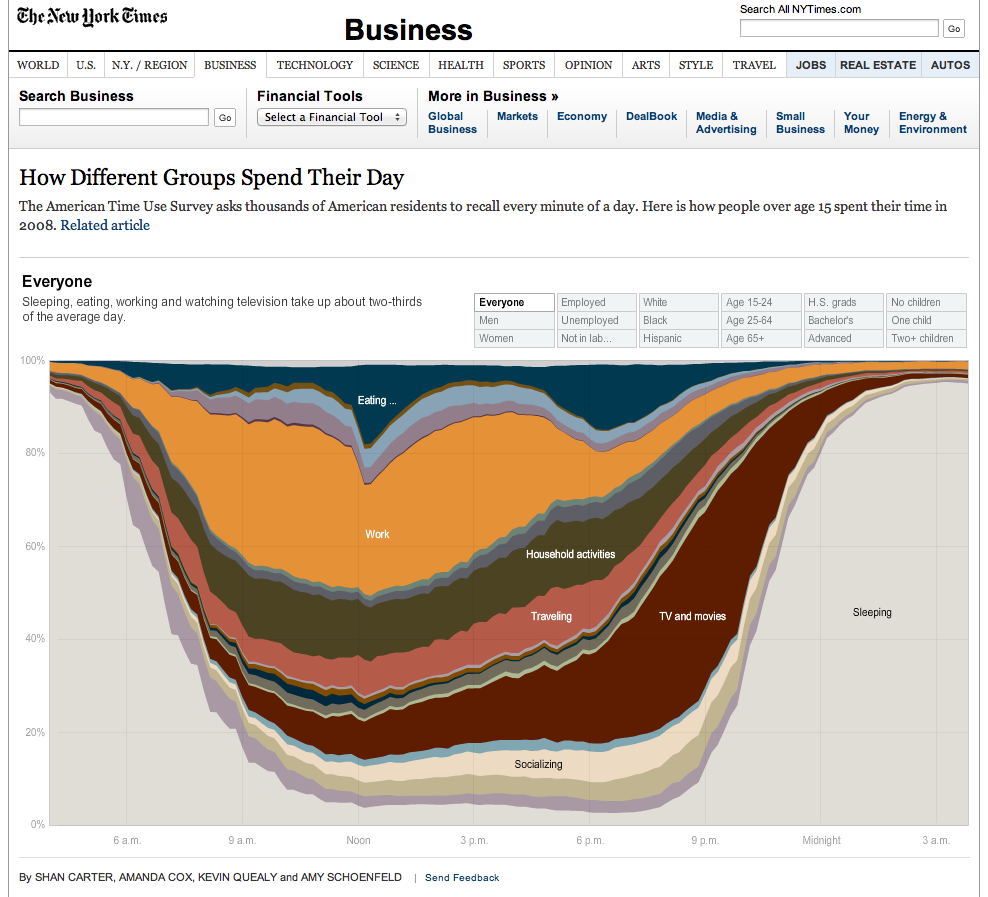 The New York Times
Business
Search All NYTimes.com
Go
WORLD U.S. N.Y. / REGION BUSINESS TECHNOLOGY SCIENCE HEALTH SPORTS OPINION ARTS STYLE TRAVEL JOBS REAL ESTATE AUTOS
Search Business
Go
Financial Tools
Select a Financial Tool
More in Business »
Global
Business
Markets
Economy
DealBook
Media &
Advertising
Small
Business
Your
Money
Energy &
Environment
How Different Groups Spend Their Day
The American Time Use Survey asks thousands of American residents to recall every minute of a day. Here is how people over age 15 spent their time in
2008. Related article
Everyone
Sleeping, eating, working and watching television take up about two-thirds
of the average day.
Everyone Employed White Age 15-24 H.S. grads No children
Men Unemployed Black Age 25-64 Bachelor's One child
Women Not in lab... Hispanic Age 65+ Advanced Two+ children
100%
Eating ...
80%
Work
60%
Household activities
Sleeping
Traveling
TV and movies
40%
20%
Socializing
0%
6 a.m. 9 a.m. Noon 3 p.m. 6 p.m. 9 p.m. Midnight 3 a.m.
By SHAN CARTER, AMANDA COX, KEVIN QUEALY and AMY SCHOENFELD | Send Feedback